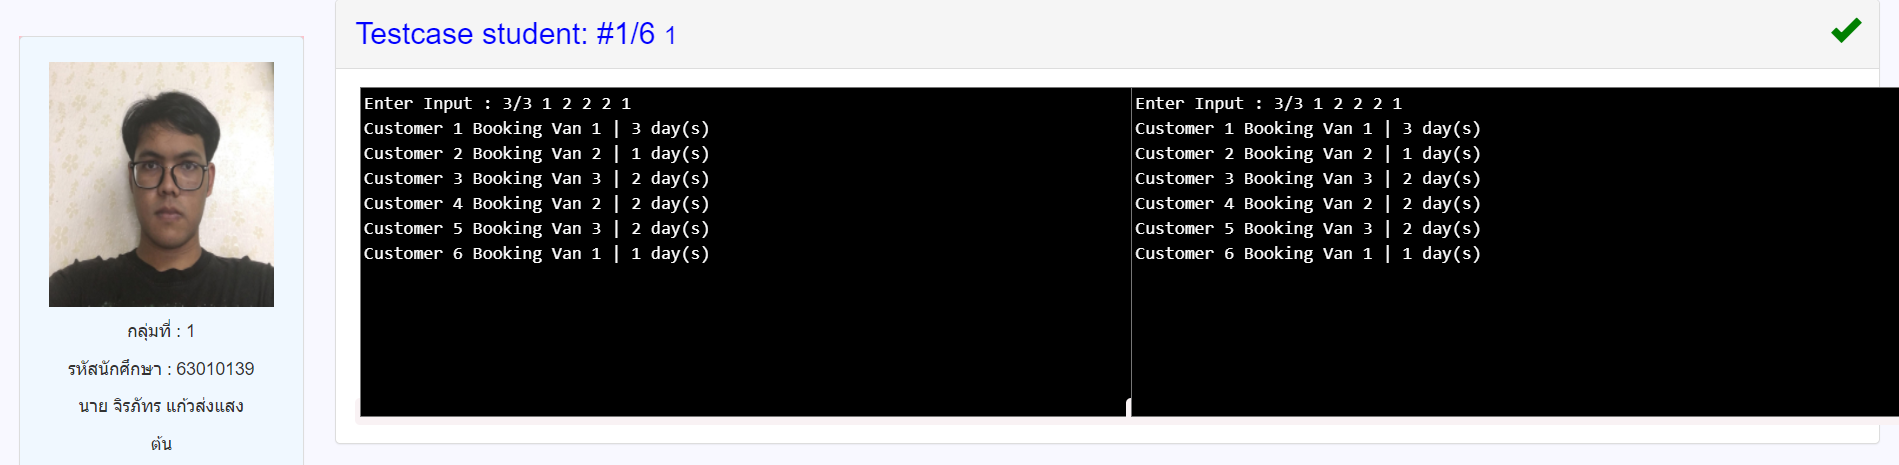 กลุ่มที่ : 1
รหัสนักศึกษา : 63010139
นาย จิรภัทร แก้วส่งแสง
ต้น
Testcase student: #1/6 1
Enter Input : 3/3 1 2 2 2 1
Customer 1 Booking Van 1 | 3 day(s)
Customer 2 Booking Van 2 | 1 day(s)
Customer 3 Booking Van 3 | 2 day(s)
Customer 4 Booking Van 2 | 2 day(s)
Customer 5 Booking Van 3 | 2 day(s)
Customer 6 Booking Van 1 | 1 day(s)
Enter Input : 3/3 1 2 2 2 1
Customer 1 Booking Van 1 | 3 day(s)
Customer 2 Booking Van 2 | 1 day(s)
Customer 3 Booking Van 3 | 2 day(s)
Customer 4 Booking Van 2 | 2 day(s)
Customer 5 Booking Van 3 | 2 day(s)
Customer 6 Booking Van 1 | 1 day(s)